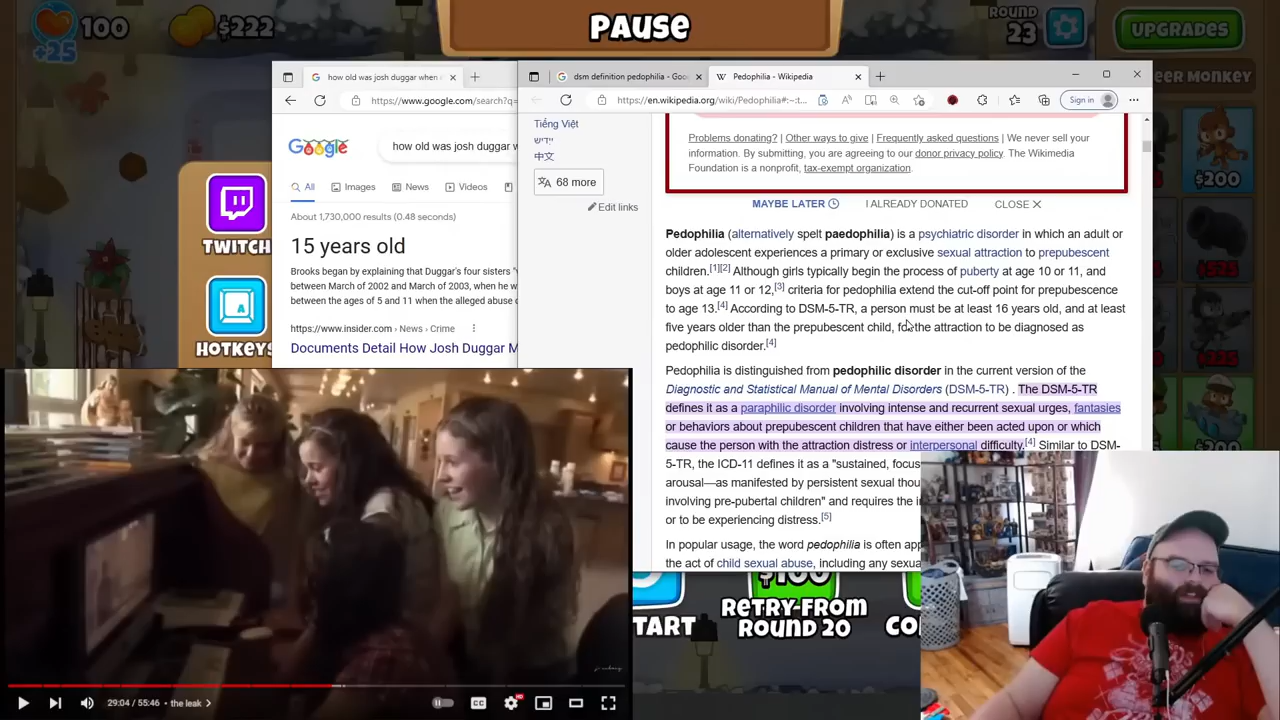 100
+25
$222
PAUSE
ROUND
23
UPGRADES
how old was josh duggar when
https://www.google.com/search?q=
Google
how old was josh duggar w
All
Images
News
Videos
About 1,730,000 results (0.48 seconds)
15 years old
Brooks began by explaining that Duggar's four sisters "
between March of 2002 and March of 2003, when he w
between the ages of 5 and 11 when the alleged abuse o
https://www.insider.com › News › Crime
Documents Detail How Josh Duggar M
dsm definition pedophilia - Goo
Pedophilia - Wikipedia
https://en.wikipedia.org/wiki/Pedophilia#:~:t...
Sign in
Tiếng Việt
ייִדיש
中文
68 more
Edit links
Problems donating? | Other ways to give | Frequently asked questions | We never sell your
information. By submitting, you are agreeing to our donor privacy policy. The Wikimedia
Foundation is a nonprofit, tax-exempt organization.
MAYBE LATER
I ALREADY DONATED
CLOSE
Pedophilia (alternatively spelt paedophilia) is a psychiatric disorder in which an adult or
older adolescent experiences a primary or exclusive sexual attraction to prepubescent
children.[1][2] Although girls typically begin the process of puberty at age 10 or 11, and
boys at age 11 or 12,[3] criteria for pedophilia extend the cut-off point for prepubescence
to age 13.[4] According to DSM-5-TR, a person must be at least 16 years old, and at least
five years older than the prepubescent child, for the attraction to be diagnosed as
pedophilic disorder.[4]
Pedophilia is distinguished from pedophilic disorder in the current version of the
Diagnostic and Statistical Manual of Mental Disorders (DSM-5-TR) . The DSM-5-TR
defines it as a paraphilic disorder involving intense and recurrent sexual urges, fantasies
or behaviors about prepubescent children that have either been acted upon or which
cause the person with the attraction distress or interpersonal difficulty.[4] Similar to DSM-
5-TR, the ICD-11 defines it as a "sustained, focus
arousal—as manifested by persistent sexual thou
involving pre-pubertal children" and requires the i
or to be experiencing distress.[5]
In popular usage, the word pedophilia is often app
the act of child sexual abuse, including any sexua
TWITCH
HOTKEYS
EER MONKEY
$200
$525
$325
$200
$100
START
RETRY FROM
ROUND 20
CO
29:04 / 55:46 • the leak
CC
HD